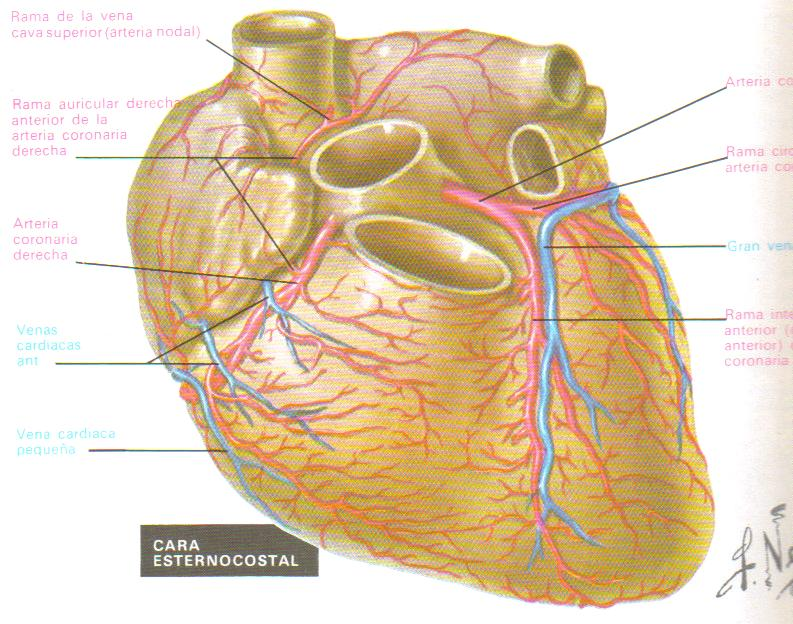 Rama de la vena
cava superior (arteria nodal)
Rama auricular derecha
anterior de la
arteria coronaria
derecha
Arteria
coronaria
derecha
Venas
cardiacas
ant
Vena cardiaca
pequeña
CARA
ESTERNOCOSTAL
Arteria co
Rama circ
arteria co
Gran ven
Rama inte
anterior (
anterior)
coronaria